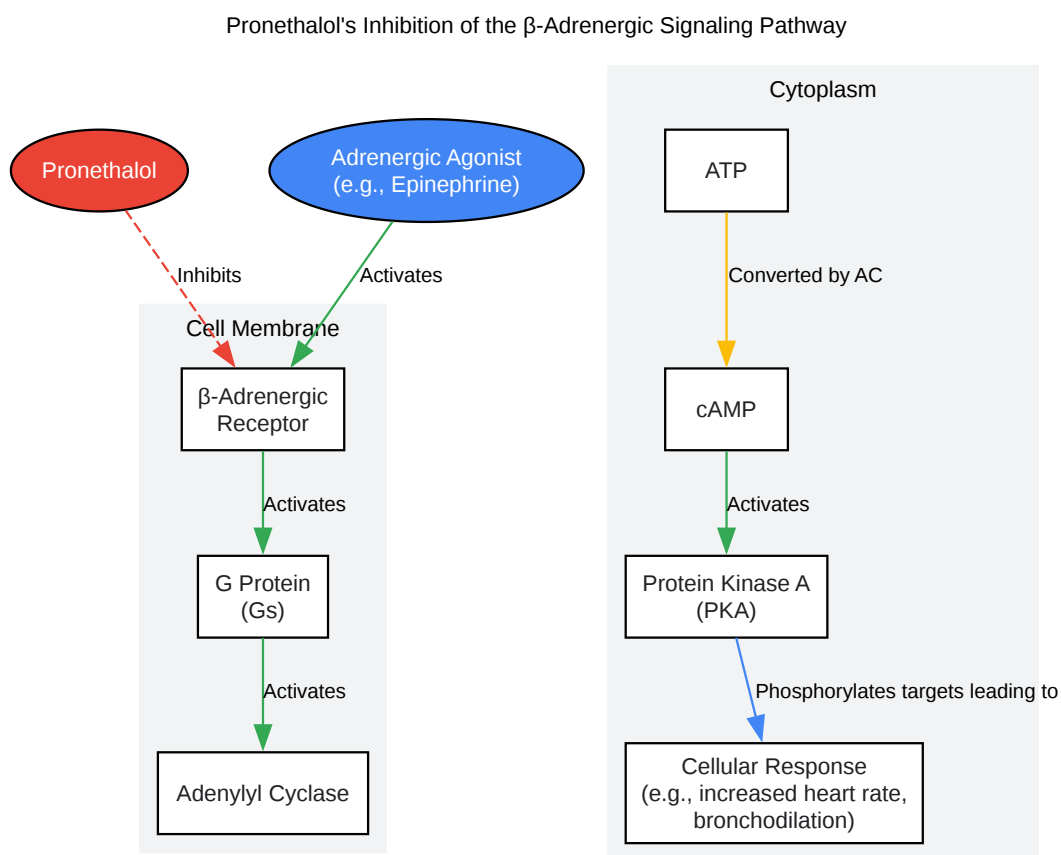 Pronethalol's Inhibition of the β-Adrenergic Signaling Pathway
Pronethalol
Adrenergic Agonist
(e.g., Epinephrine)
Inhibits
Activates
Cell Membrane
β-Adrenergic
Receptor
Activates
G Protein
(Gs)
Activates
Adenylyl Cyclase
Cytoplasm
ATP
Converted by AC
cAMP
Activates
Protein Kinase A
(PKA)
Phosphorylates targets leading to
Cellular Response
(e.g., increased heart rate,
bronchodilation)